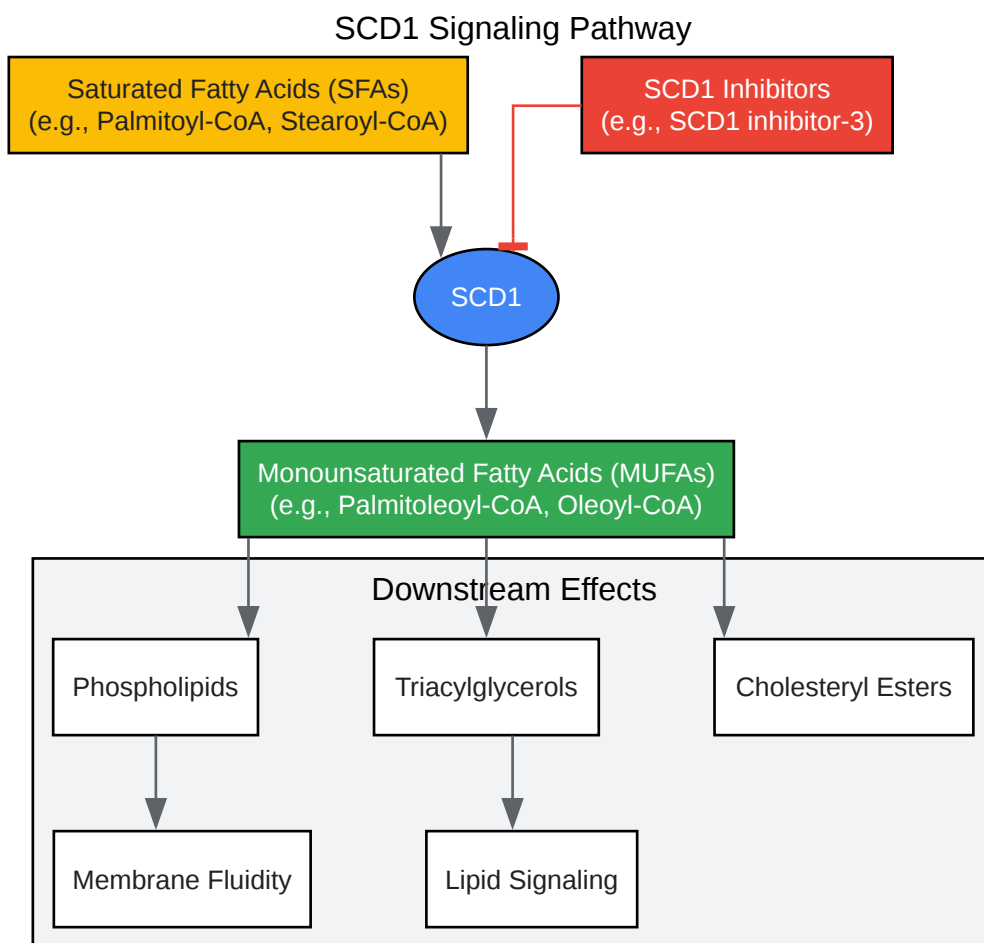 SCD1 Signaling Pathway
Saturated Fatty Acids (SFAs)
(e.g., Palmitoyl-CoA, Stearoyl-CoA)
SCD1 Inhibitors
(e.g., SCD1 inhibitor-3)
SCD1
Monounsaturated Fatty Acids (MUFAs)
(e.g., Palmitoleoyl-CoA, Oleoyl-CoA)
Downstream Effects
Phospholipids
Triacylglycerols
Cholesteryl Esters
Membrane Fluidity
Lipid Signaling